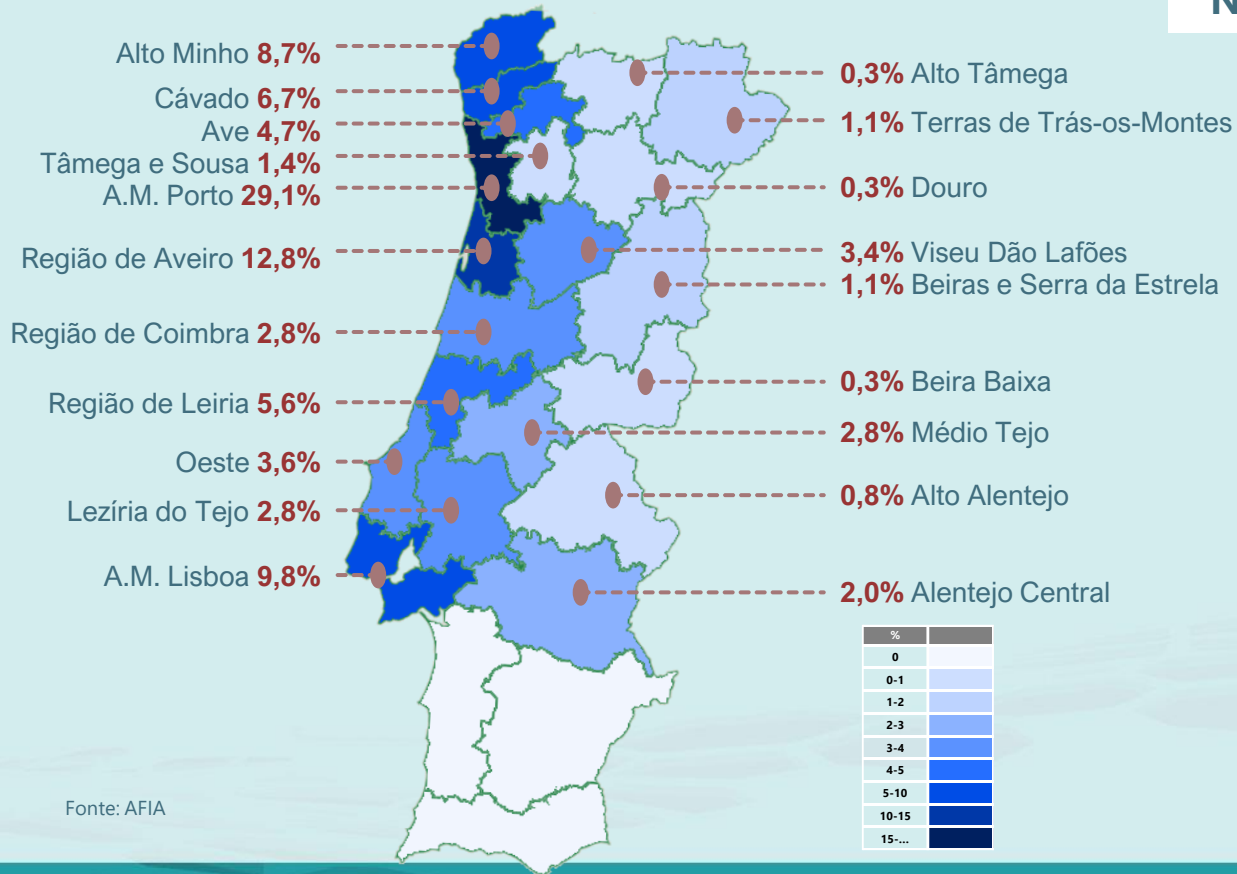 Alto Minho 8,7%
Cávado 6,7%
Ave 4,7%
Tâmega e Sousa 1,4%
A.M. Porto 29,1%
Região de Aveiro 12,8%
Região de Coimbra 2,8%
Região de Leiria 5,6%
Oeste 3,6%
Lezíria do Tejo 2,8%
A.M. Lisboa 9,8%
0,3% Alto Tâmega
1,1% Terras de Trás-os-Montes
0,3% Douro
3,4% Viseu Dão Lafões
1,1% Beiras e Serra da Estrela
0,3% Beira Baixa
2,8% Médio Tejo
0,8% Alto Alentejo
2,0% Alentejo Central
%
0
0-1
1-2
2-3
3-4
4-5
5-10
10-15
15-...
Fonte: AFIA